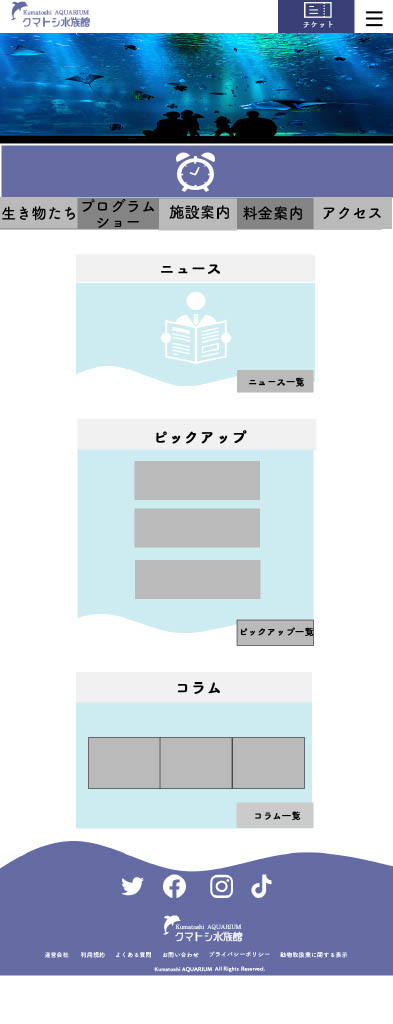 Kumatoshi AQUARIUM
クマトシ水族館
チケット
生き物たち
プログラム
ショー
施設案内
料金案内
アクセス
ニュース
ニュース一覧
ピックアップ
ピックアップ一覧
コラム
コラム一覧
Kumatoshi AQUARIUM
クマトシ水族館
運営会社 利用規約 よくある質問 お問い合わせ プライバシーポリシー 動物取扱業に関する表示
Kumatoshi AQUARIUM All Rights Reserved.